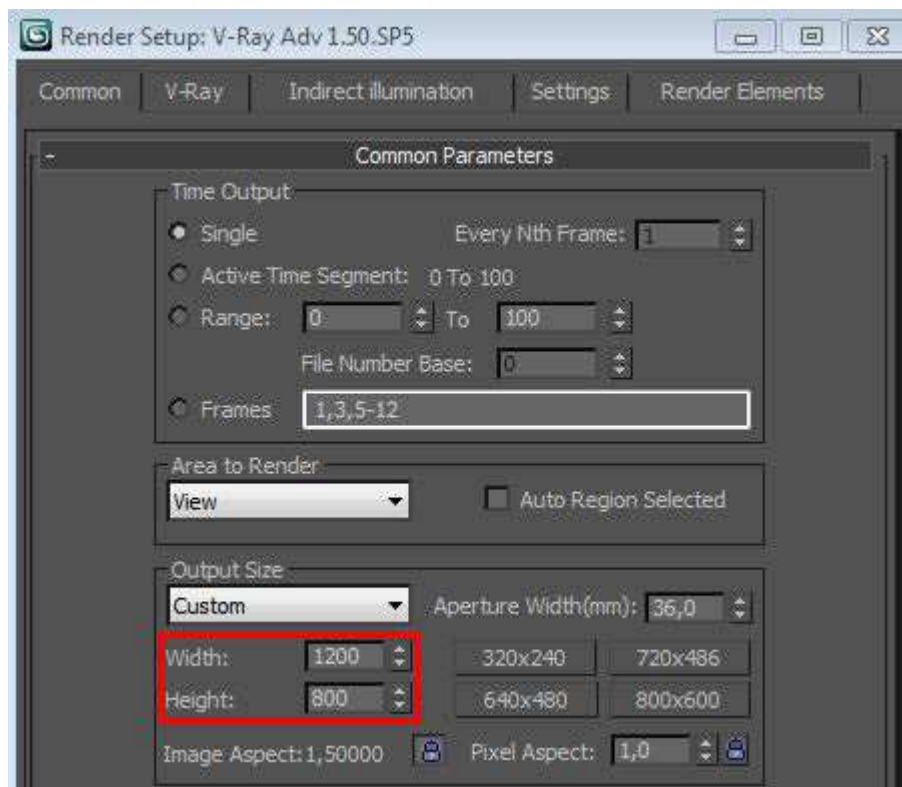 Render Setup: V-Ray Adv 1.50.SP5
Common V-Ray Indirect illumination Settings Render Elements
- Common Parameters
Time Output
Single Every Nth Frame: 1
Active Time Segment: 0 To 100
Range: 0 To 100
File Number Base: 0
Frames 1,3,5-12
Area to Render
View Auto Region Selected
Output Size
Custom Aperture Width(mm): 36,0
Width: 1200 320x240 720x486
Height: 800 640x480 800x600
Image Aspect: 1,50000 Pixel Aspect: 1,0